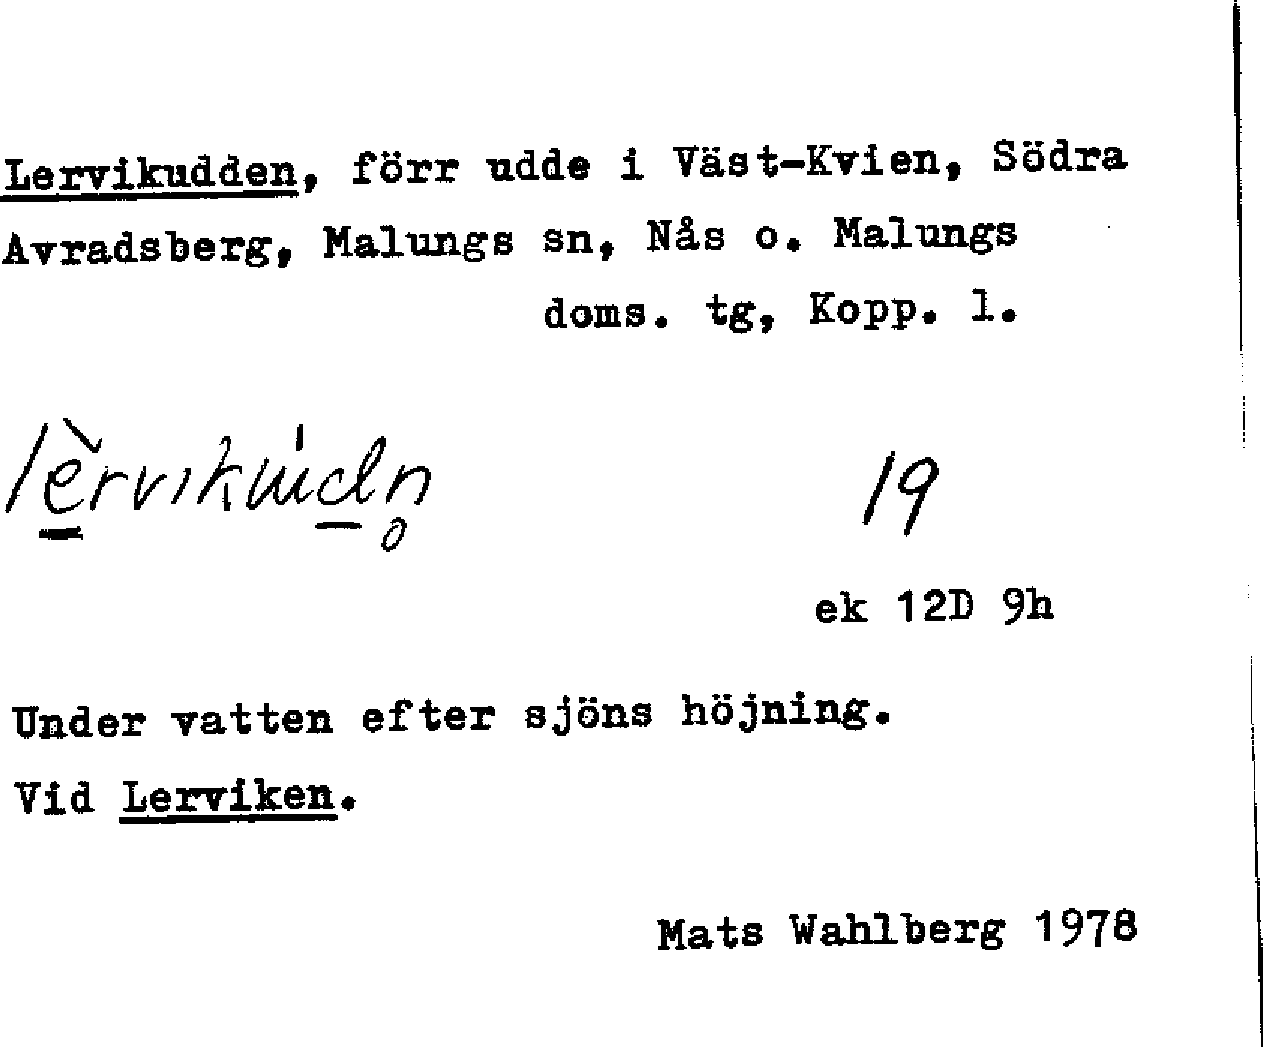 Lervikudden, förr udde i Väst-Kvien, Södra
Avradsberg, Malungs sn, Nås o. Malungs
doms. tg, Kopp. l.
19
ek 12D 9h
Under vatten efter sjöns höjning.
Vid Lerviken.
Mats Wahlberg 1978